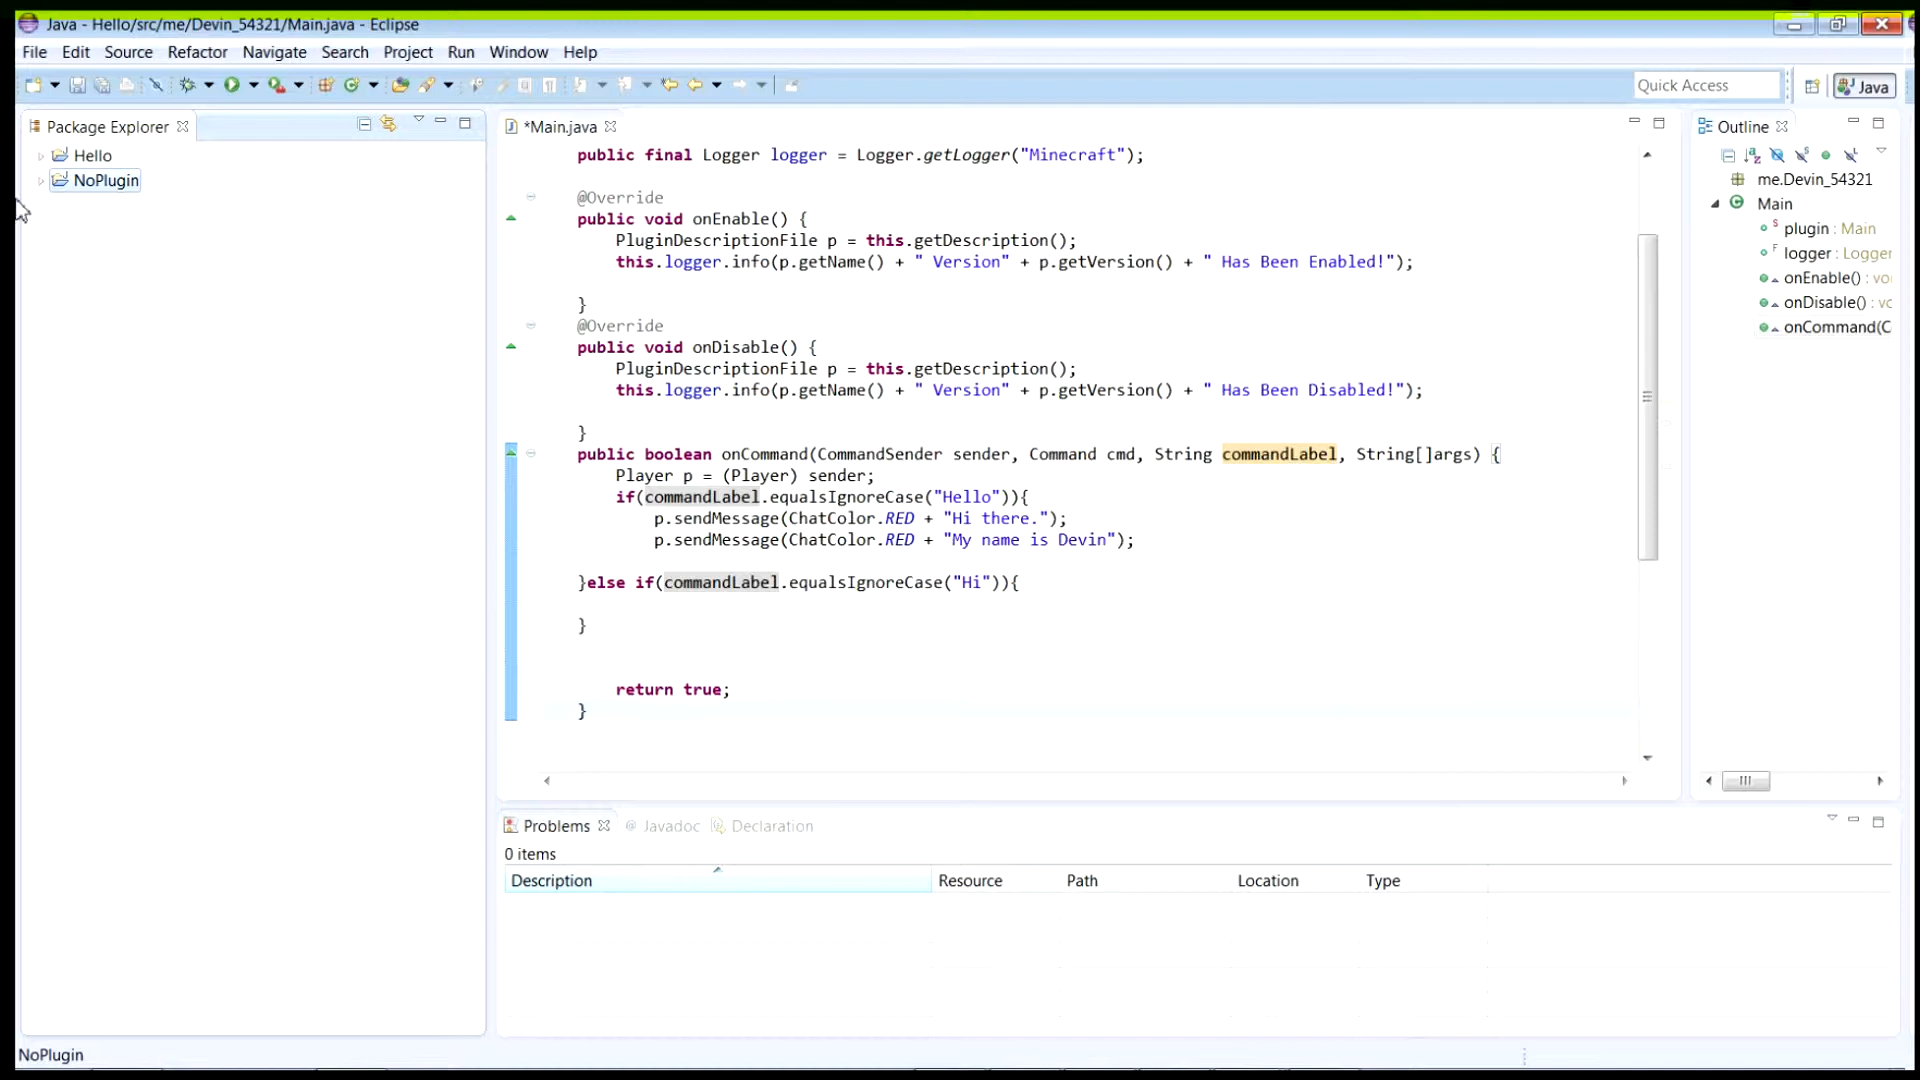 Java - Hello/src/me/Devin_54321/Main.java - Eclipse
File Edit Source Refactor Navigate Search Project Run Window Help
Quick Access
Java
Package Explorer
Hello
NoPlugin
*Main.java
public final Logger logger = Logger.getLogger("Minecraft");
@Override
public void onEnable() {
PluginDescriptionFile p = this.getDescription();
this.logger.info(p.getName() + " Version" + p.getVersion() + " Has Been Enabled!");
}
@Override
public void onDisable() {
PluginDescriptionFile p = this.getDescription();
this.logger.info(p.getName() + " Version" + p.getVersion() + " Has Been Disabled!");
}
public boolean onCommand(CommandSender sender, Command cmd, String commandLabel, String[]args) {
Player p = (Player) sender;
if(commandLabel.equalsIgnoreCase("Hello")){
p.sendMessage(ChatColor.RED + "Hi there.");
p.sendMessage(ChatColor.RED + "My name is Devin");
}else if(commandLabel.equalsIgnoreCase("Hi")){
}
return true;
}
Outline
me.Devin_54321
Main
plugin : Main
logger : Logger
onEnable() : vo
onDisable() : vc
onCommand(C
Problems @ Javadoc Declaration
0 items
Description Resource Path Location Type
NoPlugin